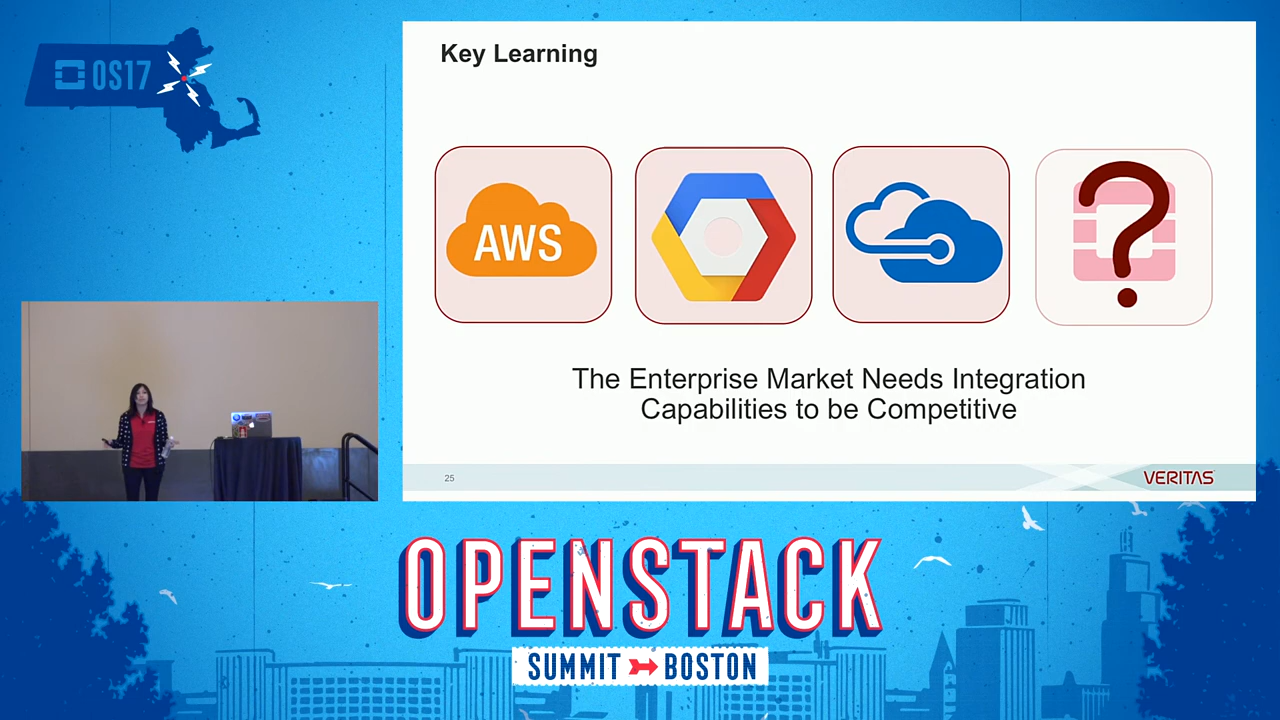 OS17
Key Learning
AWS
?
The Enterprise Market Needs Integration
Capabilities to be Competitive
25
VERITAS
OPENSTACK
SUMMIT BOSTON